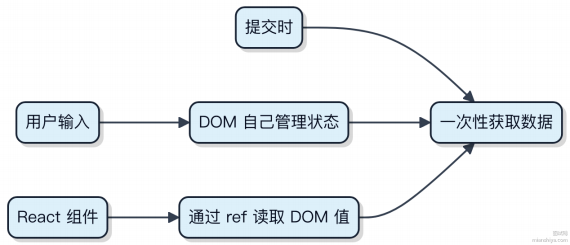 提交时
用户输入
DOM 自己管理状态
一次性获取数据
React 组件
通过 ref 读取 DOM 值